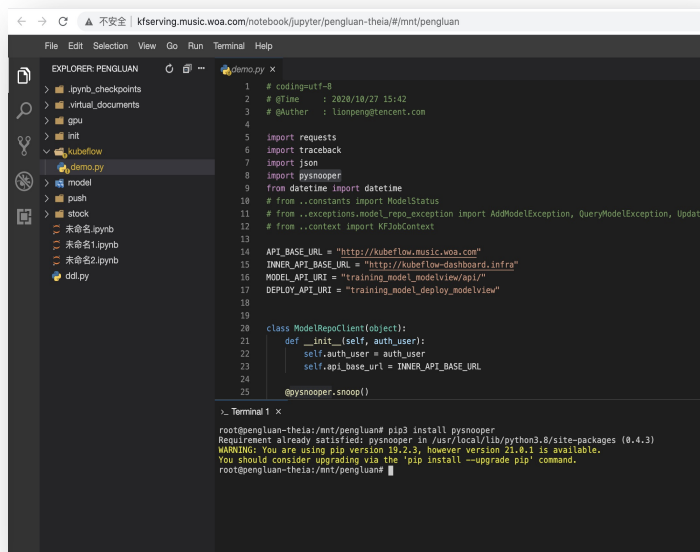 不安全 | kfserving.music.woa.com/notebook/jupyter/pengluan-theia/#/mnt/pengluan
File Edit Selection View Go Run Terminal Help
EXPLORER: PENGLUAN
.ipynb_checkpoints
.virtual_documents
gpu
init
kubeflow
demo.py
model
push
stock
未命名.ipynb
未命名1.ipynb
未命名2.ipynb
ddl.py
demo.py ×
1 # coding=utf-8
2 # @Time : 2020/10/27 15:42
3 # @Auther : lionpeng@tencent.com
4
5 import requests
6 import traceback
7 import json
8 import pysnooper
9 from datetime import datetime
10 # from ..constants import ModelStatus
11 # from ..exceptions.model_repo_exception import AddModelException, QueryModelException, Updat
12 # from ..context import KFJobContext
13
14 API_BASE_URL = "http://kubeflow.music.woa.com"
15 INNER_API_BASE_URL = "http://kubeflow-dashboard.infra"
16 MODEL_API_URI = "training_model_modelview/api/"
17 DEPLOY_API_URI = "training_model_deploy_modelview"
18
19
20 class ModelRepoClient(object):
21 def __init__(self, auth_user):
22 self.auth_user = auth_user
23 self.api_base_url = INNER_API_BASE_URL
24
25 @pysnooper.snoop()
>_ Terminal 1 ×
root@pengluan-theia:/mnt/pengluan# pip3 install pysnooper
Requirement already satisfied: pysnooper in /usr/local/lib/python3.8/site-packages (0.4.3)
WARNING: You are using pip version 19.2.3, however version 21.0.1 is available.
You should consider upgrading via the 'pip install --upgrade pip' command.
root@pengluan-theia:/mnt/pengluan#